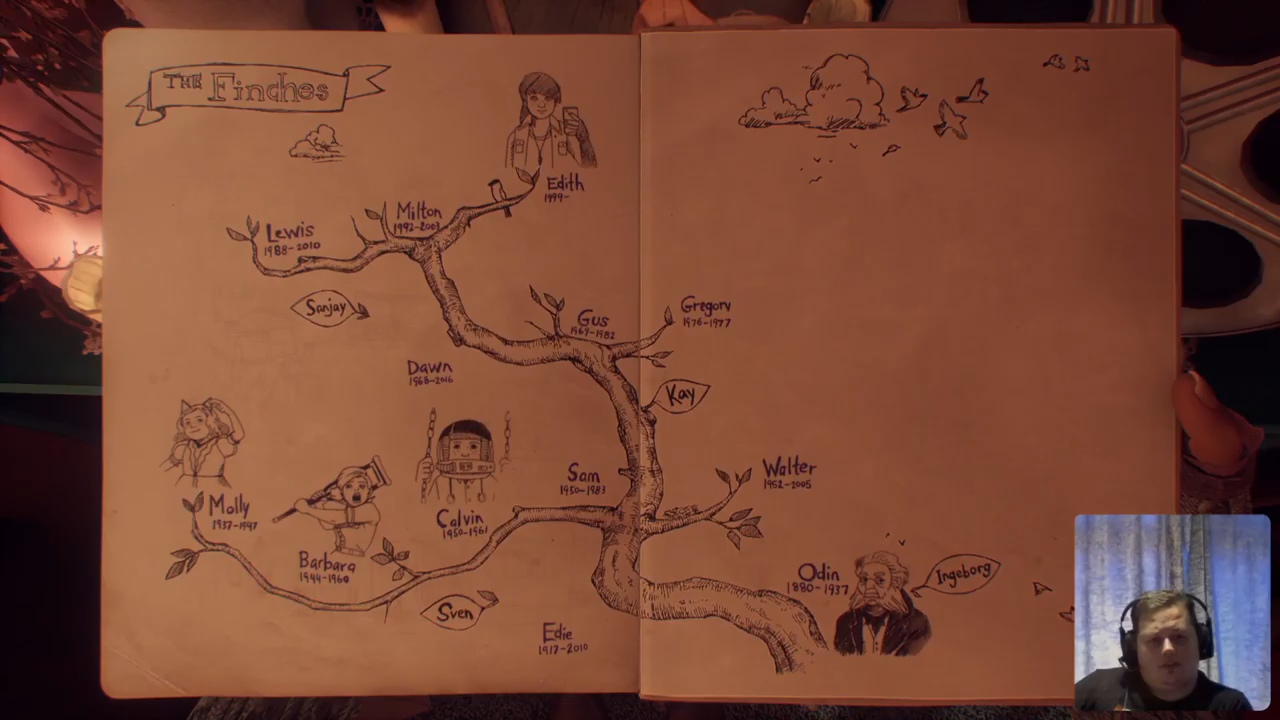 THE Finches
Edith
1999-
Milton
1992-2003
Lewis
1988-2010
Sanjay
Gus
1969-1982
Gregory
1976-1977
Dawn
1968-2016
Kay
Sam
1950-1983
Walter
1952-2005
Molly
1937-1947
Calvin
1950-1961
Barbara
1944-1960
Sven
Odin
1880-1937
Ingeborg
Edie
1917-2010